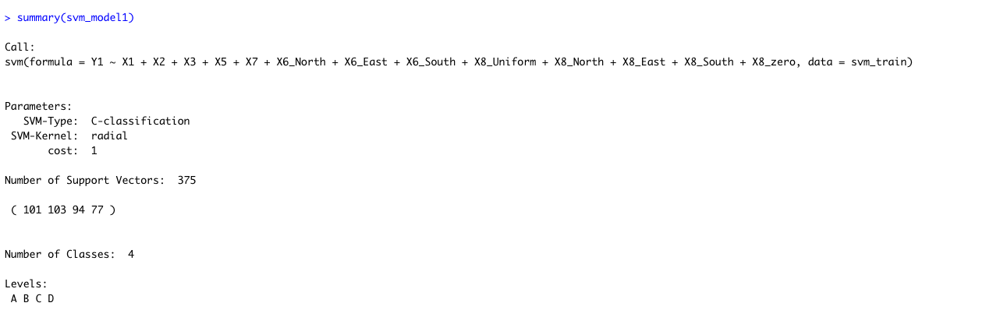 > summary(svm_model1)
Call:
svm(formula = Y1 ~ X1 + X2 + X3 + X5 + X7 + X6_North + X6_East + X6_South + X8_Uniform + X8_North + X8_East + X8_South + X8_zero, data = svm_train)
Parameters:
SVM-Type: C-classification
SVM-Kernel: radial
cost: 1
Number of Support Vectors: 375
( 101 103 94 77 )
Number of Classes: 4
Levels:
A B C D